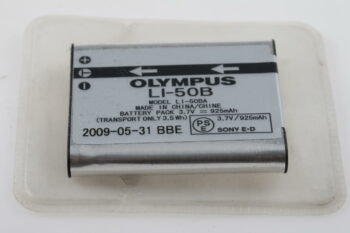 OLYMPUS
LI-50B
MODEL LI-50BA
MADE IN CHINA/CHINE
BATTERY PACK 3.7V⎓925mAh
(TRANSPORT ONLY 3.5Wh)
3.7V/925mAh
2009-05-31 BBE
PS
E
SONY E·D